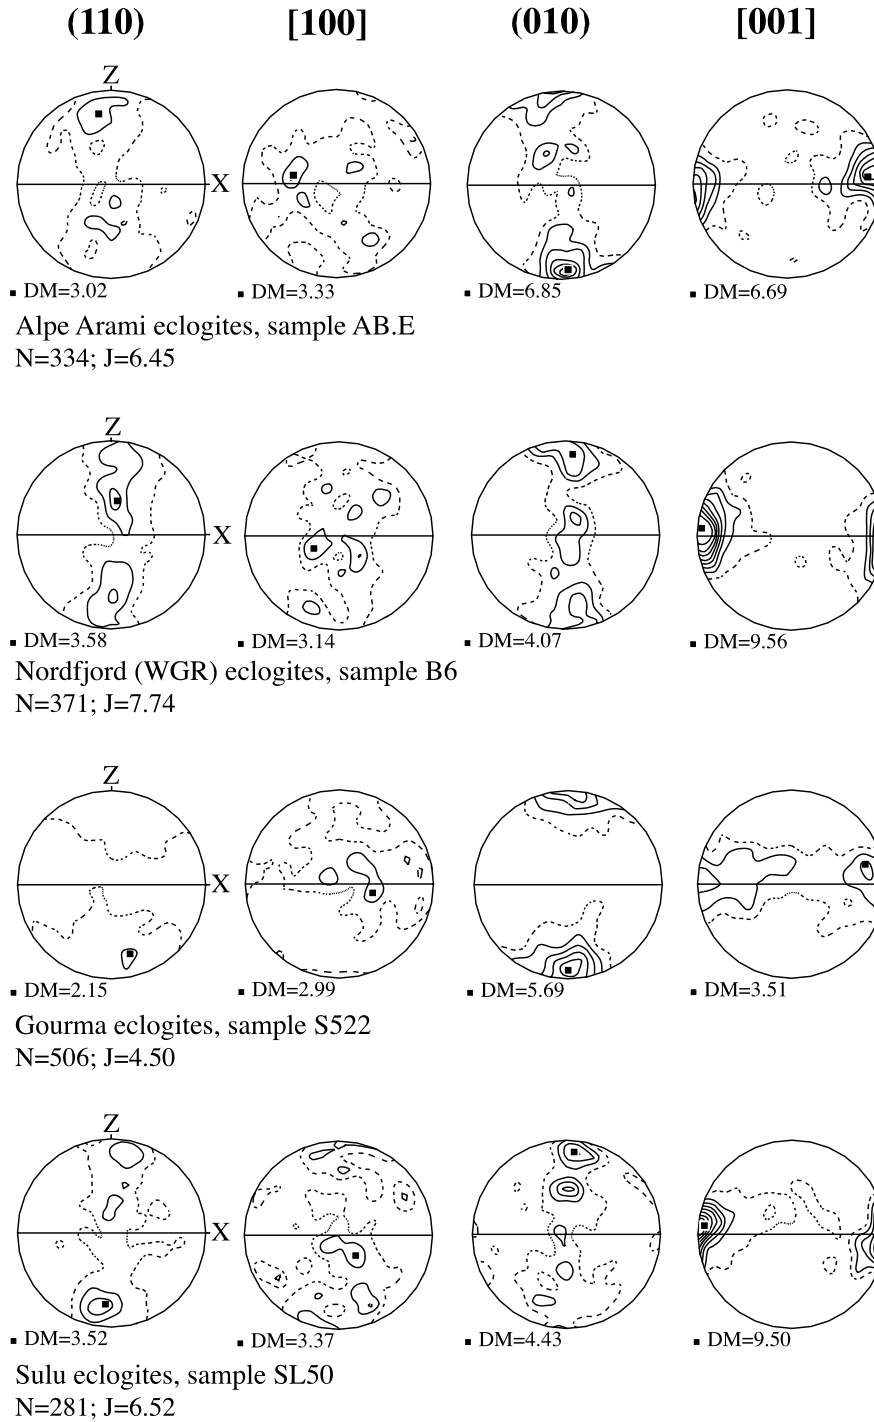 (110) [100] (010) [001]
Z
X
DM=3.02 DM=3.33 DM=6.85 DM=6.69
Alpe Arami eclogites, sample AB.E
N=334; J=6.45
Z
X
DM=3.58 DM=3.14 DM=4.07 DM=9.56
Nordfjord (WGR) eclogites, sample B6
N=371; J=7.74
Z
X
DM=2.15 DM=2.99 DM=5.69 DM=3.51
Gourma eclogites, sample S522
N=506; J=4.50
Z
X
DM=3.52 DM=3.37 DM=4.43 DM=9.50
Sulu eclogites, sample SL50
N=281; J=6.52